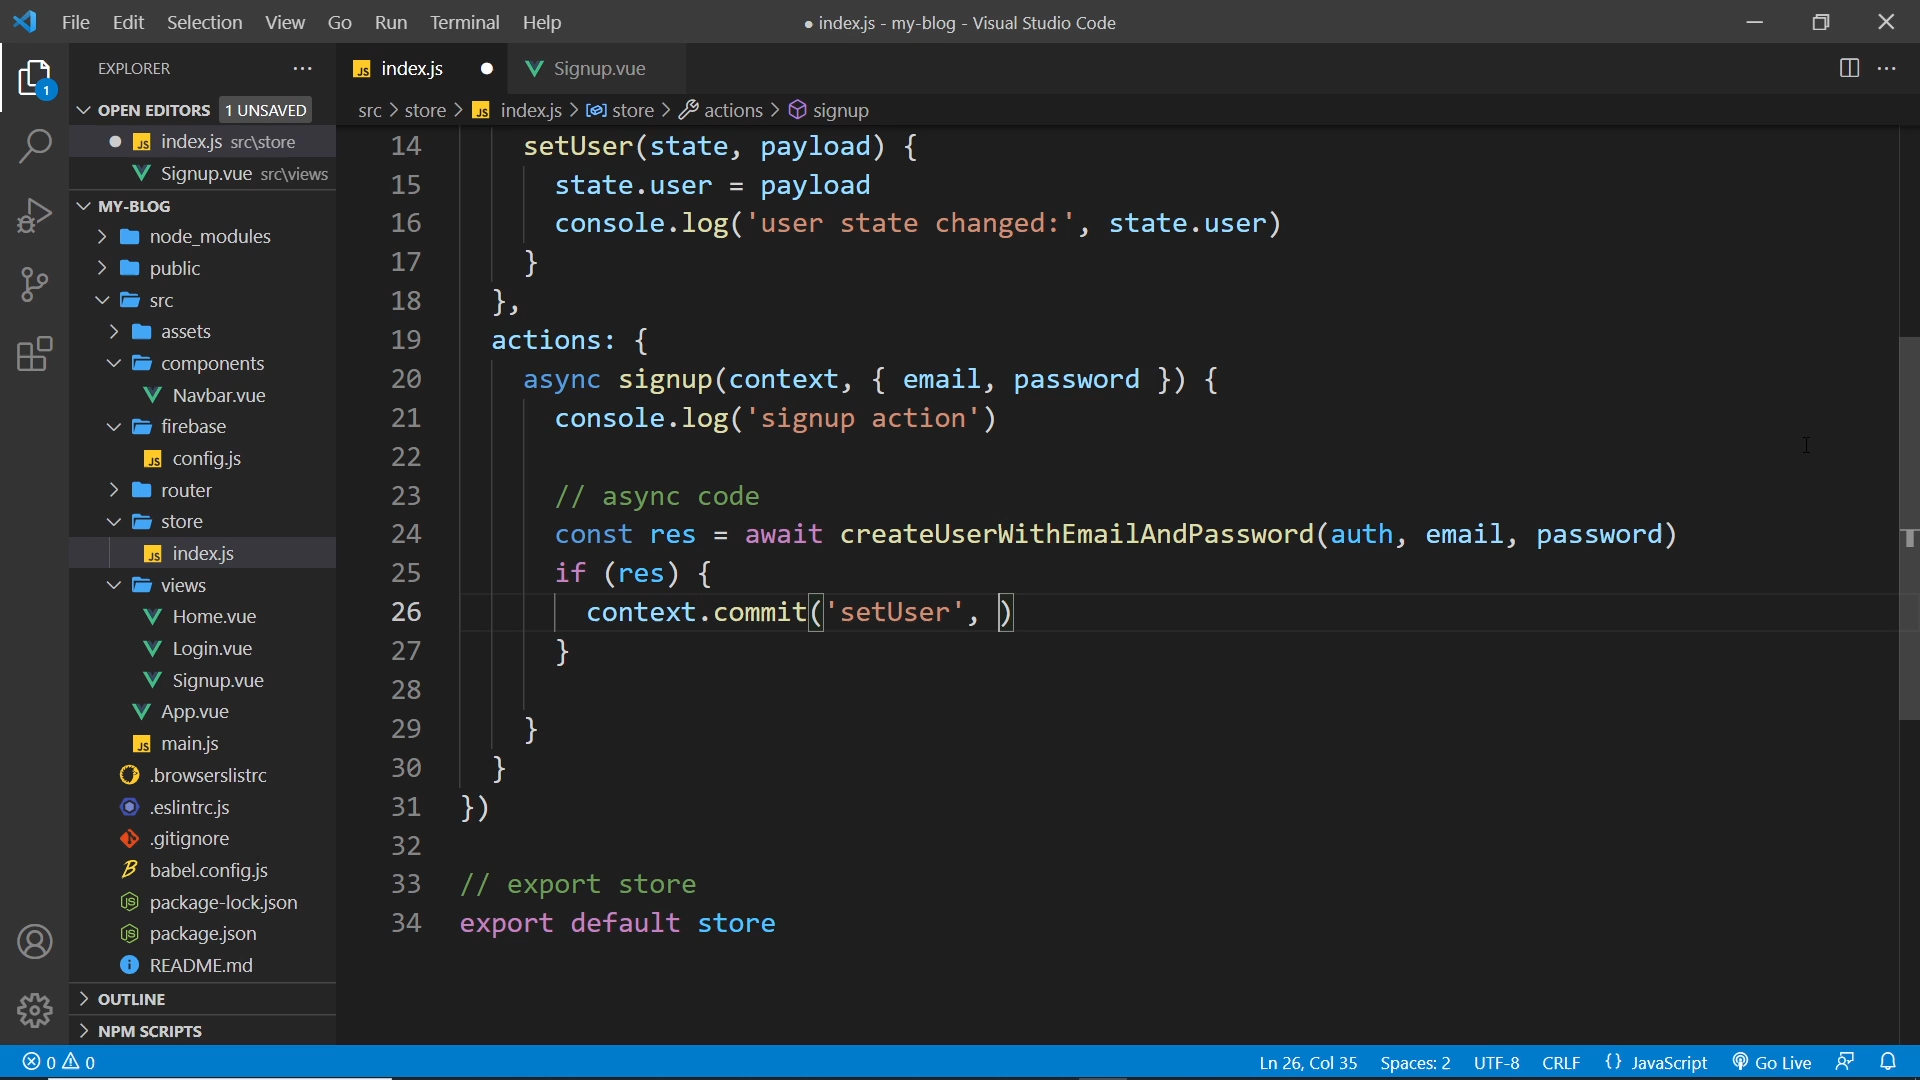 File Edit Selection View Go Run Terminal Help
● index.js - my-blog - Visual Studio Code
EXPLORER
OPEN EDITORS 1 UNSAVED
index.js src\store
Signup.vue src\views
MY-BLOG
node_modules
public
src
assets
components
Navbar.vue
firebase
config.js
router
store
index.js
views
Home.vue
Login.vue
Signup.vue
App.vue
main.js
.browserslistrc
.eslintrc.js
.gitignore
babel.config.js
package-lock.json
package.json
README.md
OUTLINE
NPM SCRIPTS
1
index.js Signup.vue
src > store > index.js > store > actions > signup
14 setUser(state, payload) {
15 state.user = payload
16 console.log('user state changed:', state.user)
17 }
18 },
19 actions: {
20 async signup(context, { email, password }) {
21 console.log('signup action')
22
23 // async code
24 const res = await createUserWithEmailAndPassword(auth, email, password)
25 if (res) {
26 context.commit('setUser', )
27 }
28
29 }
30 }
31 })
32
33 // export store
34 export default store
0 0 Ln 26, Col 35 Spaces: 2 UTF-8 CRLF {} JavaScript Go Live